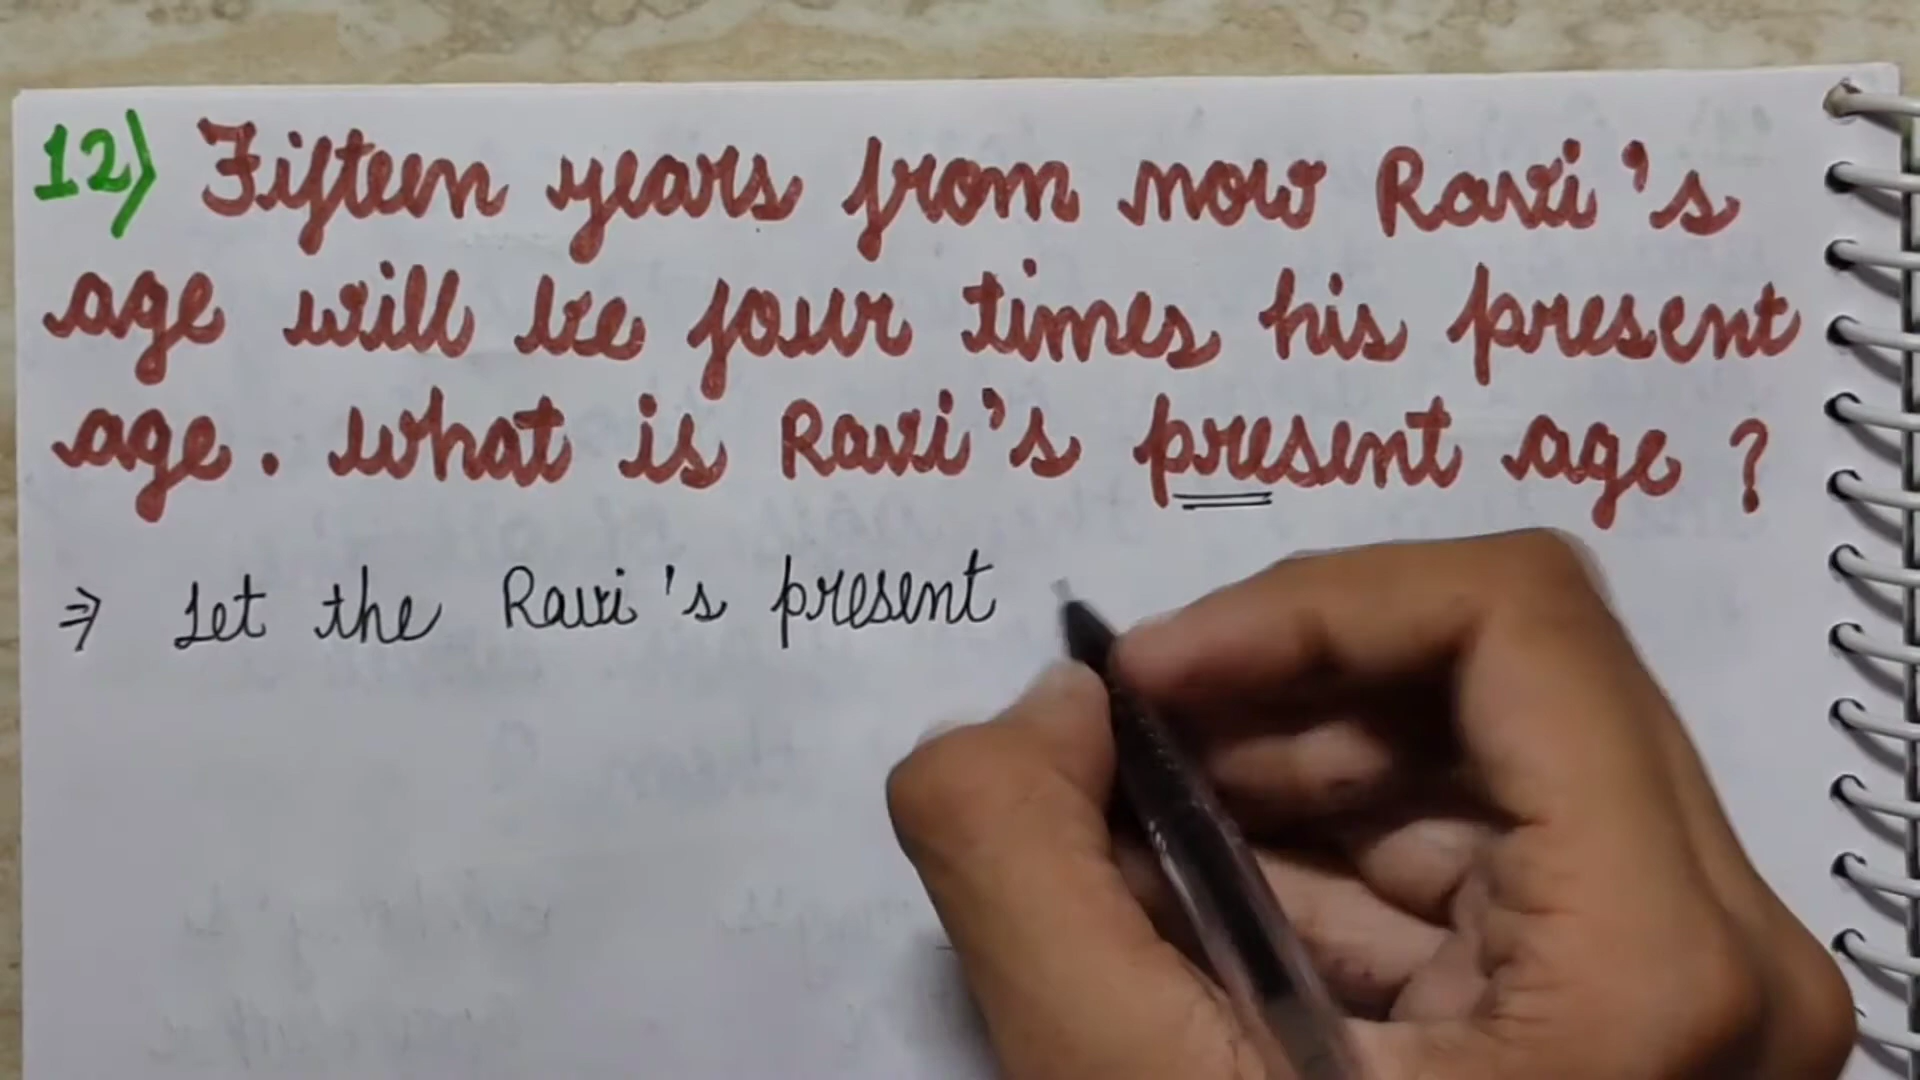 12) Fifteen years from now Ravi's
age will be four times his present
age. what is Ravi's present age ?
⇒ Let the Ravi's present